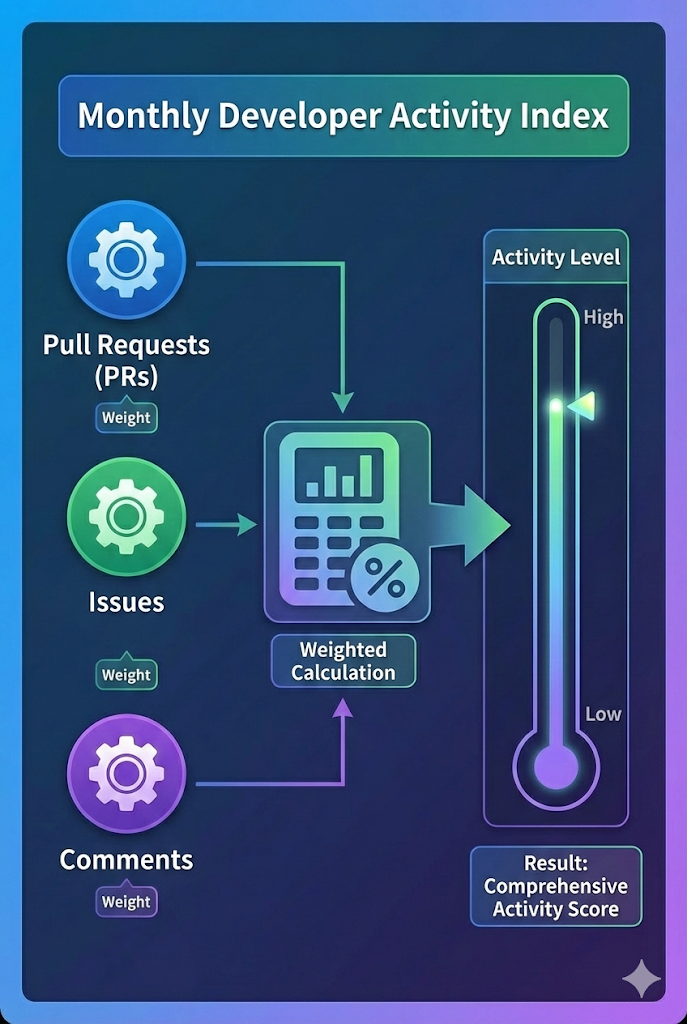 Monthly Developer Activity Index
Pull Requests
(PRs)
Weight
Issues
Weight
Comments
Weight
%
Weighted
Calculation
Activity Level
High
Low
Result:
Comprehensive
Activity Score